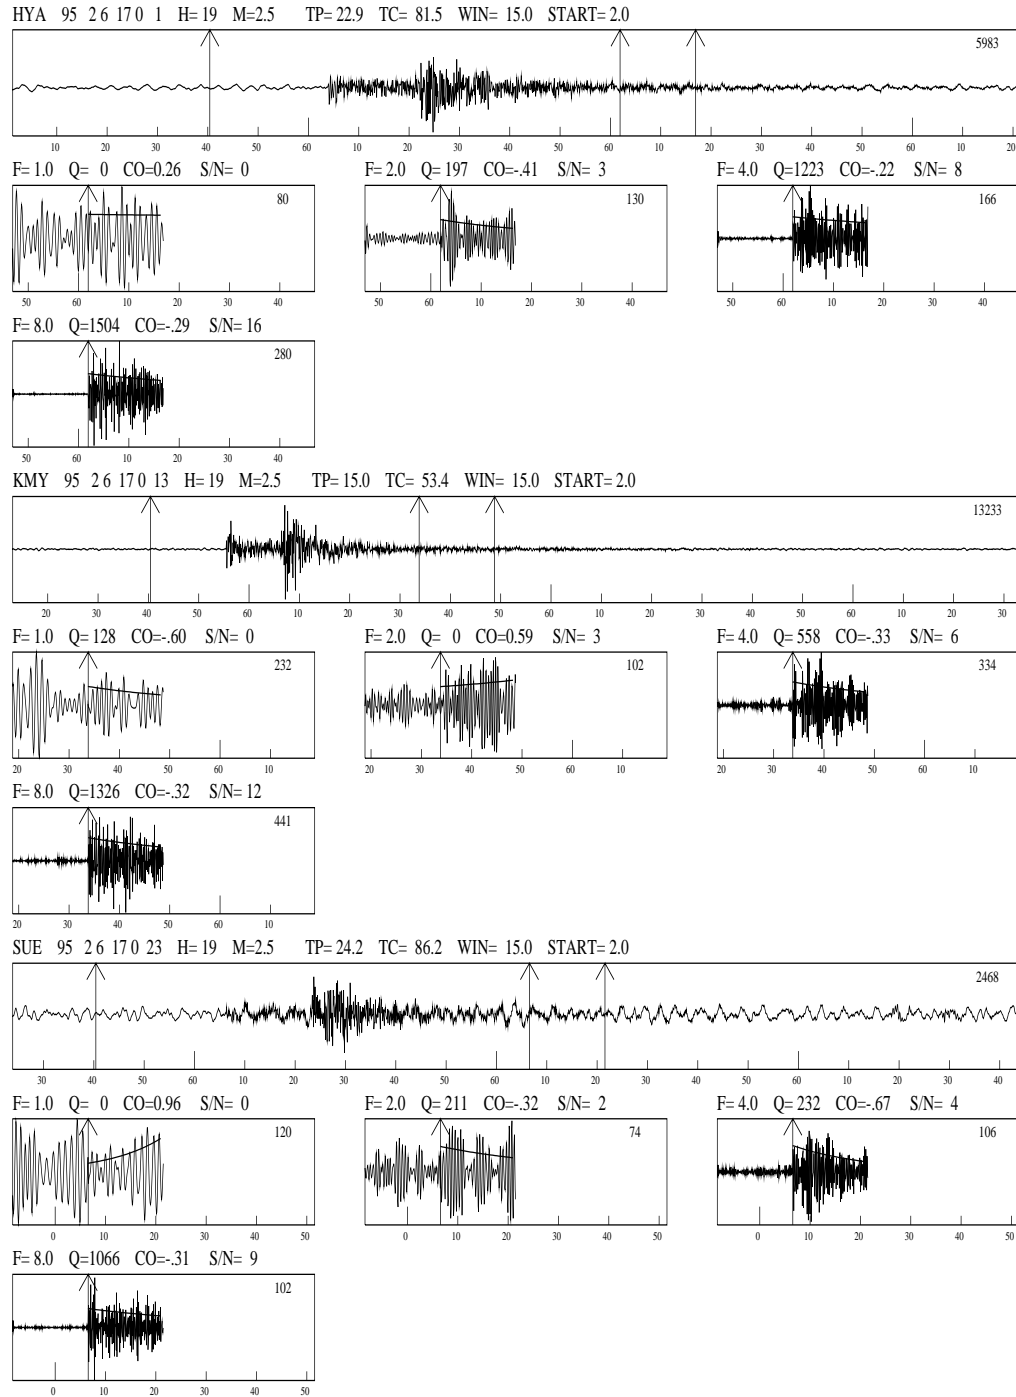 HYA 95 2 6 17 0 1 H= 19 M=2.5 TP= 22.9 TC= 81.5 WIN= 15.0 START= 2.0
5983
10 20 30 40 50 60 10 20 30 40 50 60 10 20 30 40 50 60 10 20
F= 1.0 Q= 0 CO=0.26 S/N= 0 F= 2.0 Q= 197 CO=-.41 S/N= 3 F= 4.0 Q=1223 CO=-.22 S/N= 8
80 130 166
50 60 10 20 30 40 50 60 10 20 30 40 50 60 10 20 30 40
F= 8.0 Q=1504 CO=-.29 S/N= 16
280
50 60 10 20 30 40
KMY 95 2 6 17 0 13 H= 19 M=2.5 TP= 15.0 TC= 53.4 WIN= 15.0 START= 2.0
13233
20 30 40 50 60 10 20 30 40 50 60 10 20 30 40 50 60 10 20 30
F= 1.0 Q= 128 CO=-.60 S/N= 0 F= 2.0 Q= 0 CO=0.59 S/N= 3 F= 4.0 Q= 558 CO=-.33 S/N= 6
232 102 334
20 30 40 50 60 10 20 30 40 50 60 10 20 30 40 50 60 10
F= 8.0 Q=1326 CO=-.32 S/N= 12
441
20 30 40 50 60 10
SUE 95 2 6 17 0 23 H= 19 M=2.5 TP= 24.2 TC= 86.2 WIN= 15.0 START= 2.0
2468
30 40 50 60 10 20 30 40 50 60 10 20 30 40 50 60 10 20 30 40
F= 1.0 Q= 0 CO=0.96 S/N= 0 F= 2.0 Q= 211 CO=-.32 S/N= 2 F= 4.0 Q= 232 CO=-.67 S/N= 4
120 74 106
0 10 20 30 40 50 0 10 20 30 40 50 0 10 20 30 40 50
F= 8.0 Q=1066 CO=-.31 S/N= 9
102
0 10 20 30 40 50